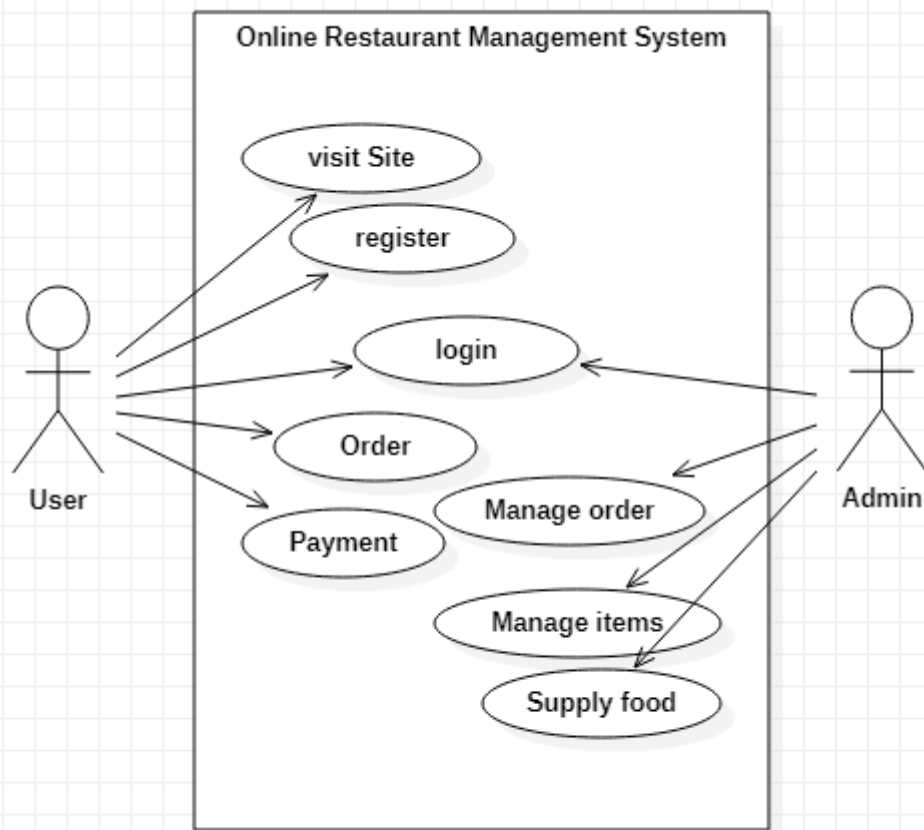 Online Restaurant Management System
visit Site
register
login
Order
Manage order
Payment
Manage items
Supply food
User
Admin